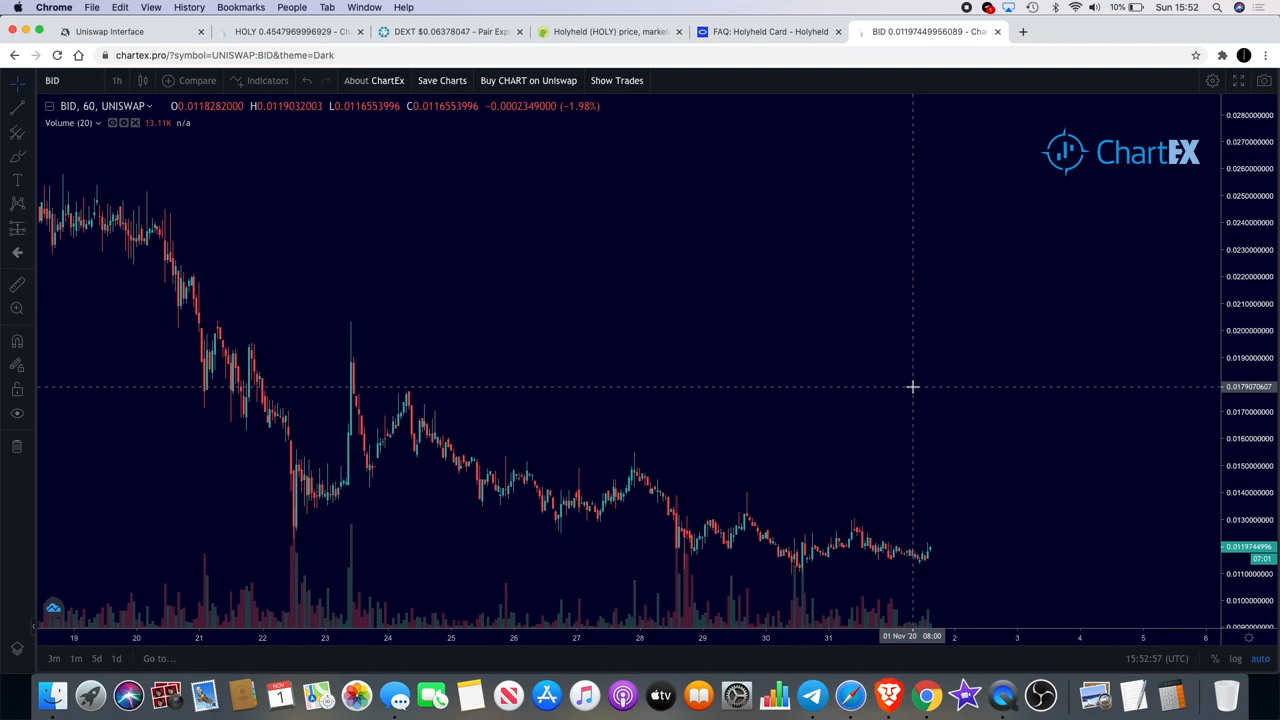 Chrome File Edit View History Bookmarks People Tab Window Help 10% Sun 15:52
Uniswap Interface HOLY 0.4547969996929 - Ch DEXT $0.06378047 - Pair Expl Holyheld (HOLY) price, market FAQ: Holyheld Card - Holyheld BID 0.01197449956089 - Cha
chartex.pro/?symbol=UNISWAP:BID&theme=Dark
BID 1h Compare Indicators About ChartEx Save Charts Buy CHART on Uniswap Show Trades
BID, 60, UNISWAP O0.0118282000 H0.0119032003 L0.0116553996 C0.0116553996 −0.0002349000 (−1.98%)
Volume (20) 13.11K n/a
ChartEX
0.0280000000
0.0270000000
0.0260000000
0.0250000000
0.0240000000
0.0230000000
0.0220000000
0.0210000000
0.0200000000
0.0190000000
0.0179070607
0.0170000000
0.0160000000
0.0150000000
0.0140000000
0.0130000000
0.0119744996
07:01
0.0110000000
0.0100000000
19 20 21 22 23 24 25 26 27 28 29 30 31 01 Nov '20 08:00 2 3 4 5 6
3m 1m 5d 1d Go to... 15:52:57 (UTC) % log auto
NOV
1